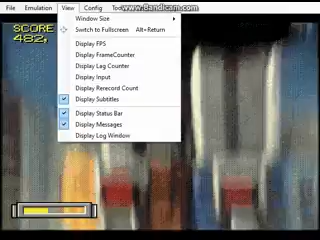 File Emulation View Config Too www.Bandicam.com
Window Size
Switch to Fullscreen Alt+Return
Display FPS
Display FrameCounter
Display Lag Counter
Display Input
Display Rerecord Count
Display Subtitles
Display Status Bar
Display Messages
Display Log Window
SCORE
482,